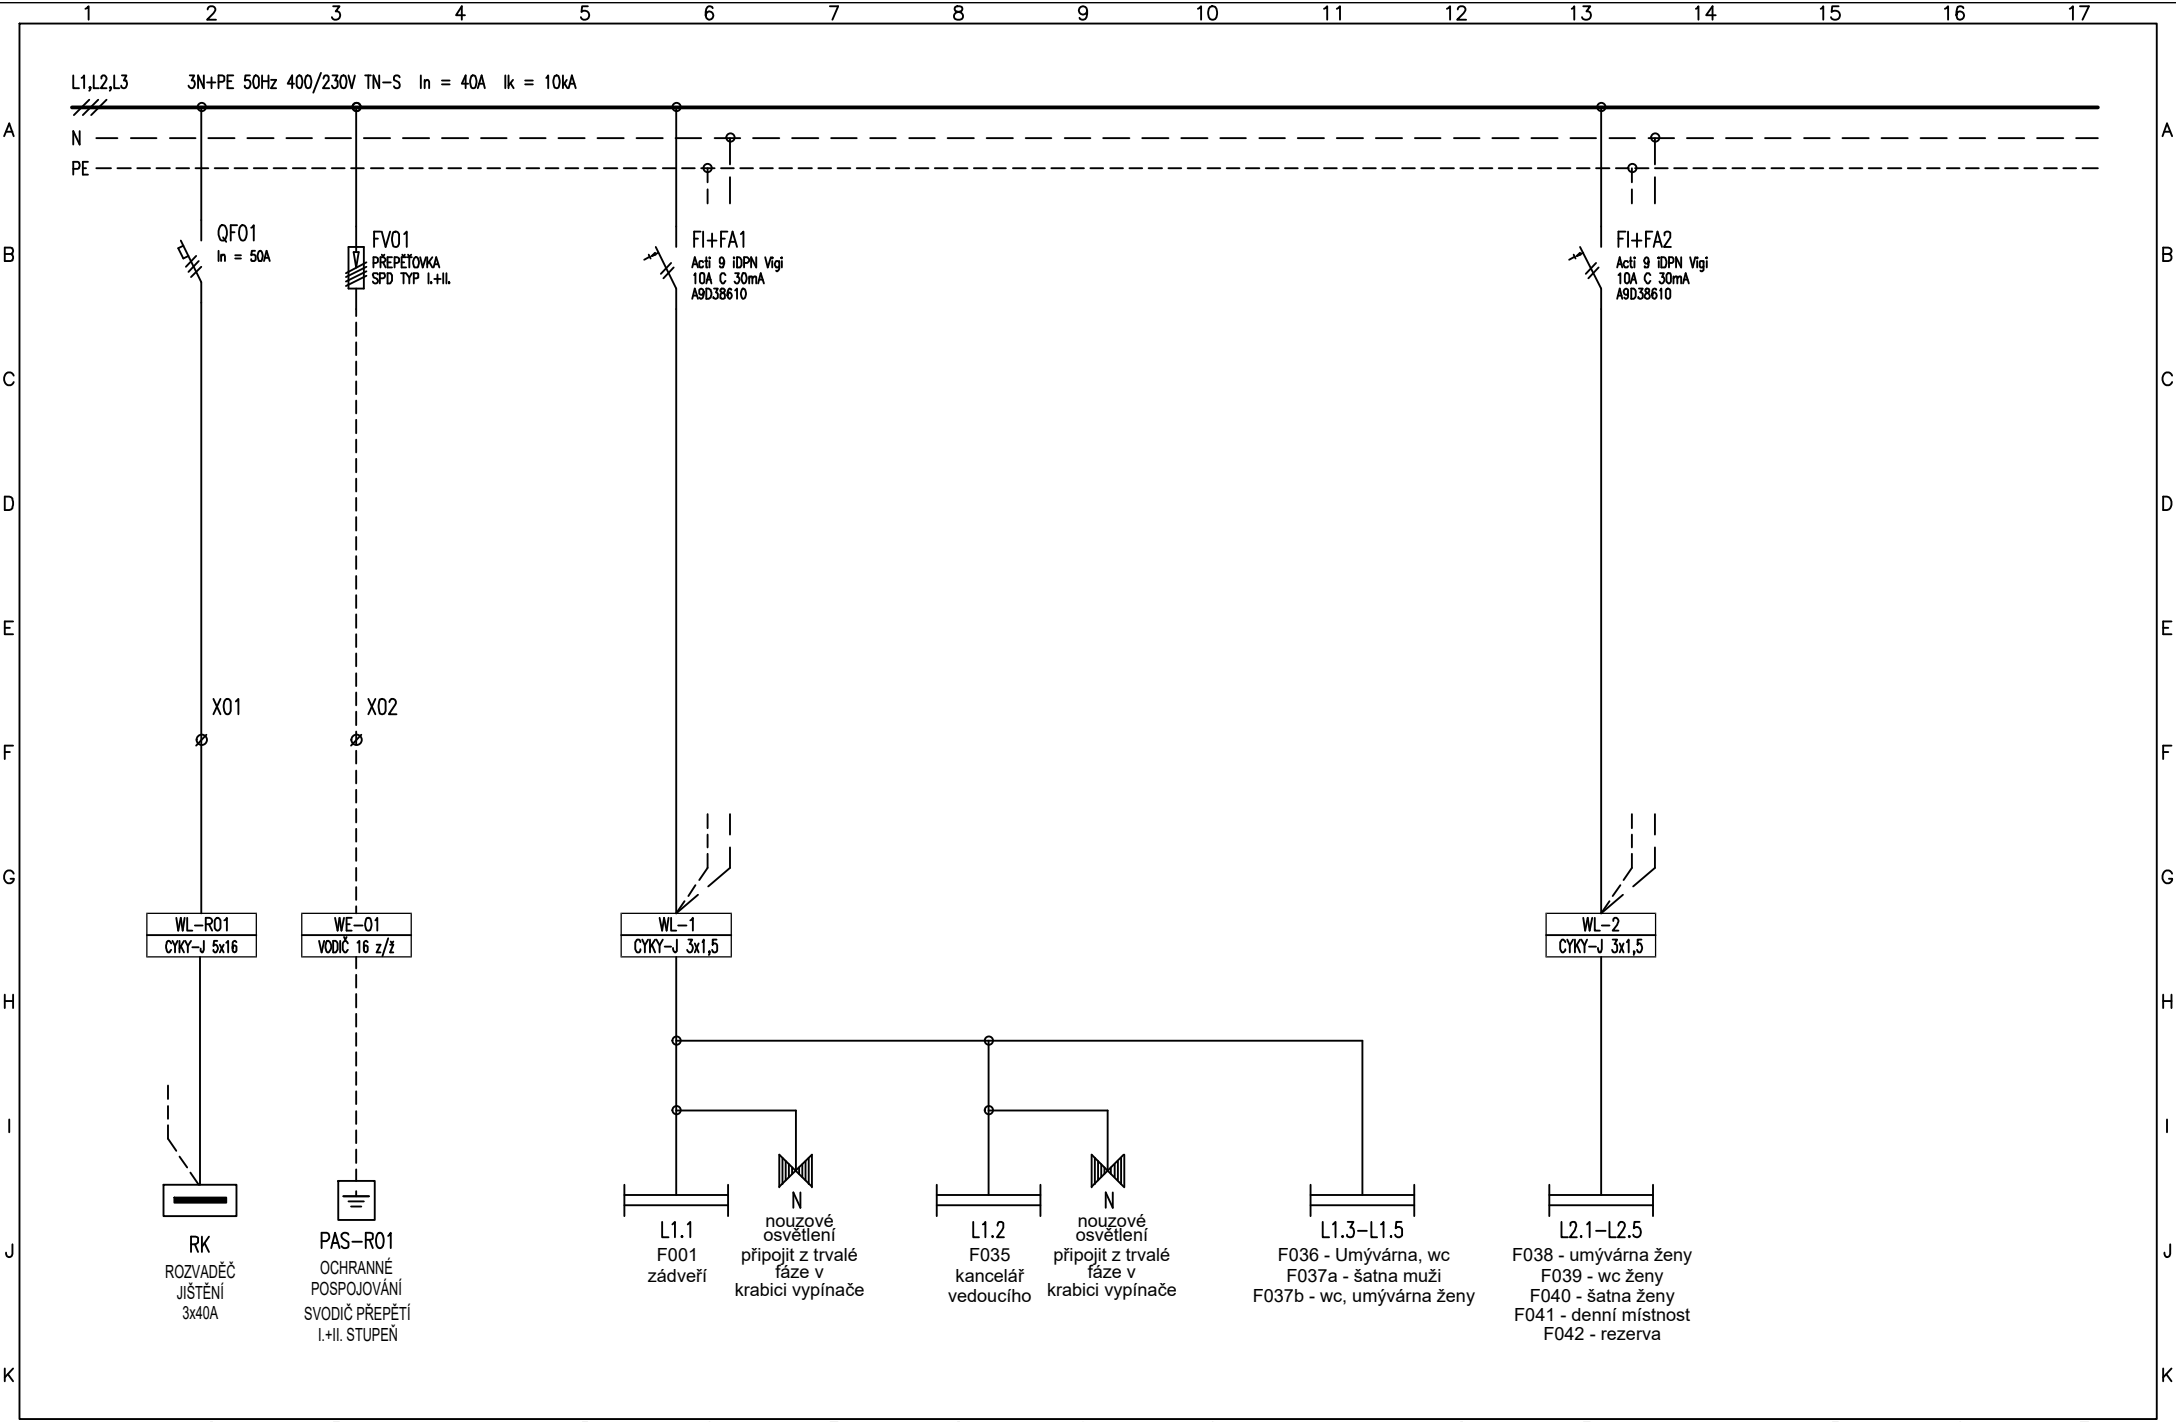 1 2 3 4 5 6 7 8 9 10 11 12 13 14 15 16 17
L1,L2,L3 3N+PE 50Hz 400/230V TN-S In = 40A Ik = 10kA
A A
N
PE
B B
QF01
In = 50A
FV01
PŘEPĚŤOVKA
SPD TYP I.+II.
FI+FA1
Acti 9 iDPN Vigi
10A C 30mA
A9D38610
FI+FA2
Acti 9 iDPN Vigi
10A C 30mA
A9D38610
C C
D D
E E
X01 X02
F F
G G
WL-R01
CYKY-J 5x16
WE-01
VODIČ 16 z/ž
WL-1
CYKY-J 3x1,5
WL-2
CYKY-J 3x1,5
H H
I I
J J
RK
ROZVADĚČ
JIŠTĚNÍ
3x40A
PAS-R01
OCHRANNÉ
POSPOJOVÁNÍ
SVODIČ PŘEPĚTÍ
I.+II. STUPEŇ
L1.1
F001
zádveří
N
nouzové
osvětlení
připojit z trvalé
fáze v
krabici vypínače
L1.2
F035
kancelář
vedoucího
N
nouzové
osvětlení
připojit z trvalé
fáze v
krabici vypínače
L1.3-L1.5
F036 - Umývárna, wc
F037a - šatna muži
F037b - wc, umývárna ženy
L2.1-L2.5
F038 - umývárna ženy
F039 - wc ženy
F040 - šatna ženy
F041 - denní místnost
F042 - rezerva
K K